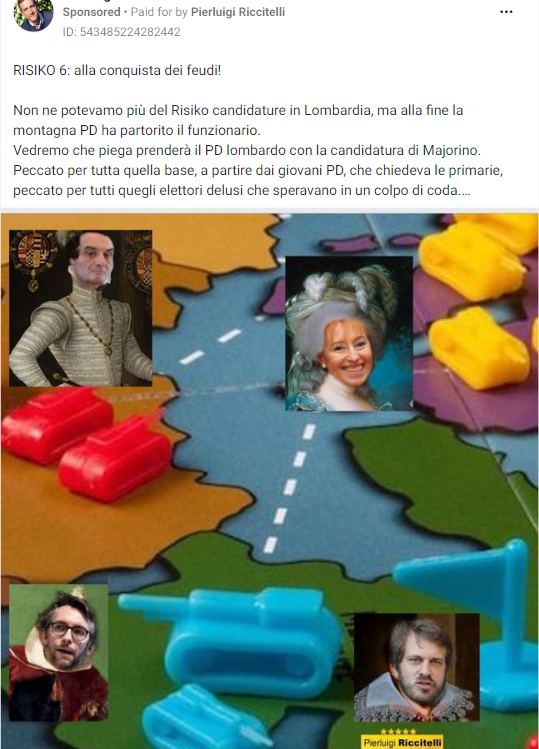 Sponsored • Paid for by Pierluigi Riccitelli
ID: 543485224282442
RISIKO 6: alla conquista dei feudi!
Non ne potevamo più del Risiko candidature in Lombardia, ma alla fine la
montagna PD ha partorito il funzionario.
Vedremo che piega prenderà il PD lombardo con la candidatura di Majorino.
Peccato per tutta quella base, a partire dai giovani PD, che chiedeva le primarie,
peccato per tutti quegli elettori delusi che speravano in un colpo di coda....
Pierluigi Riccitelli